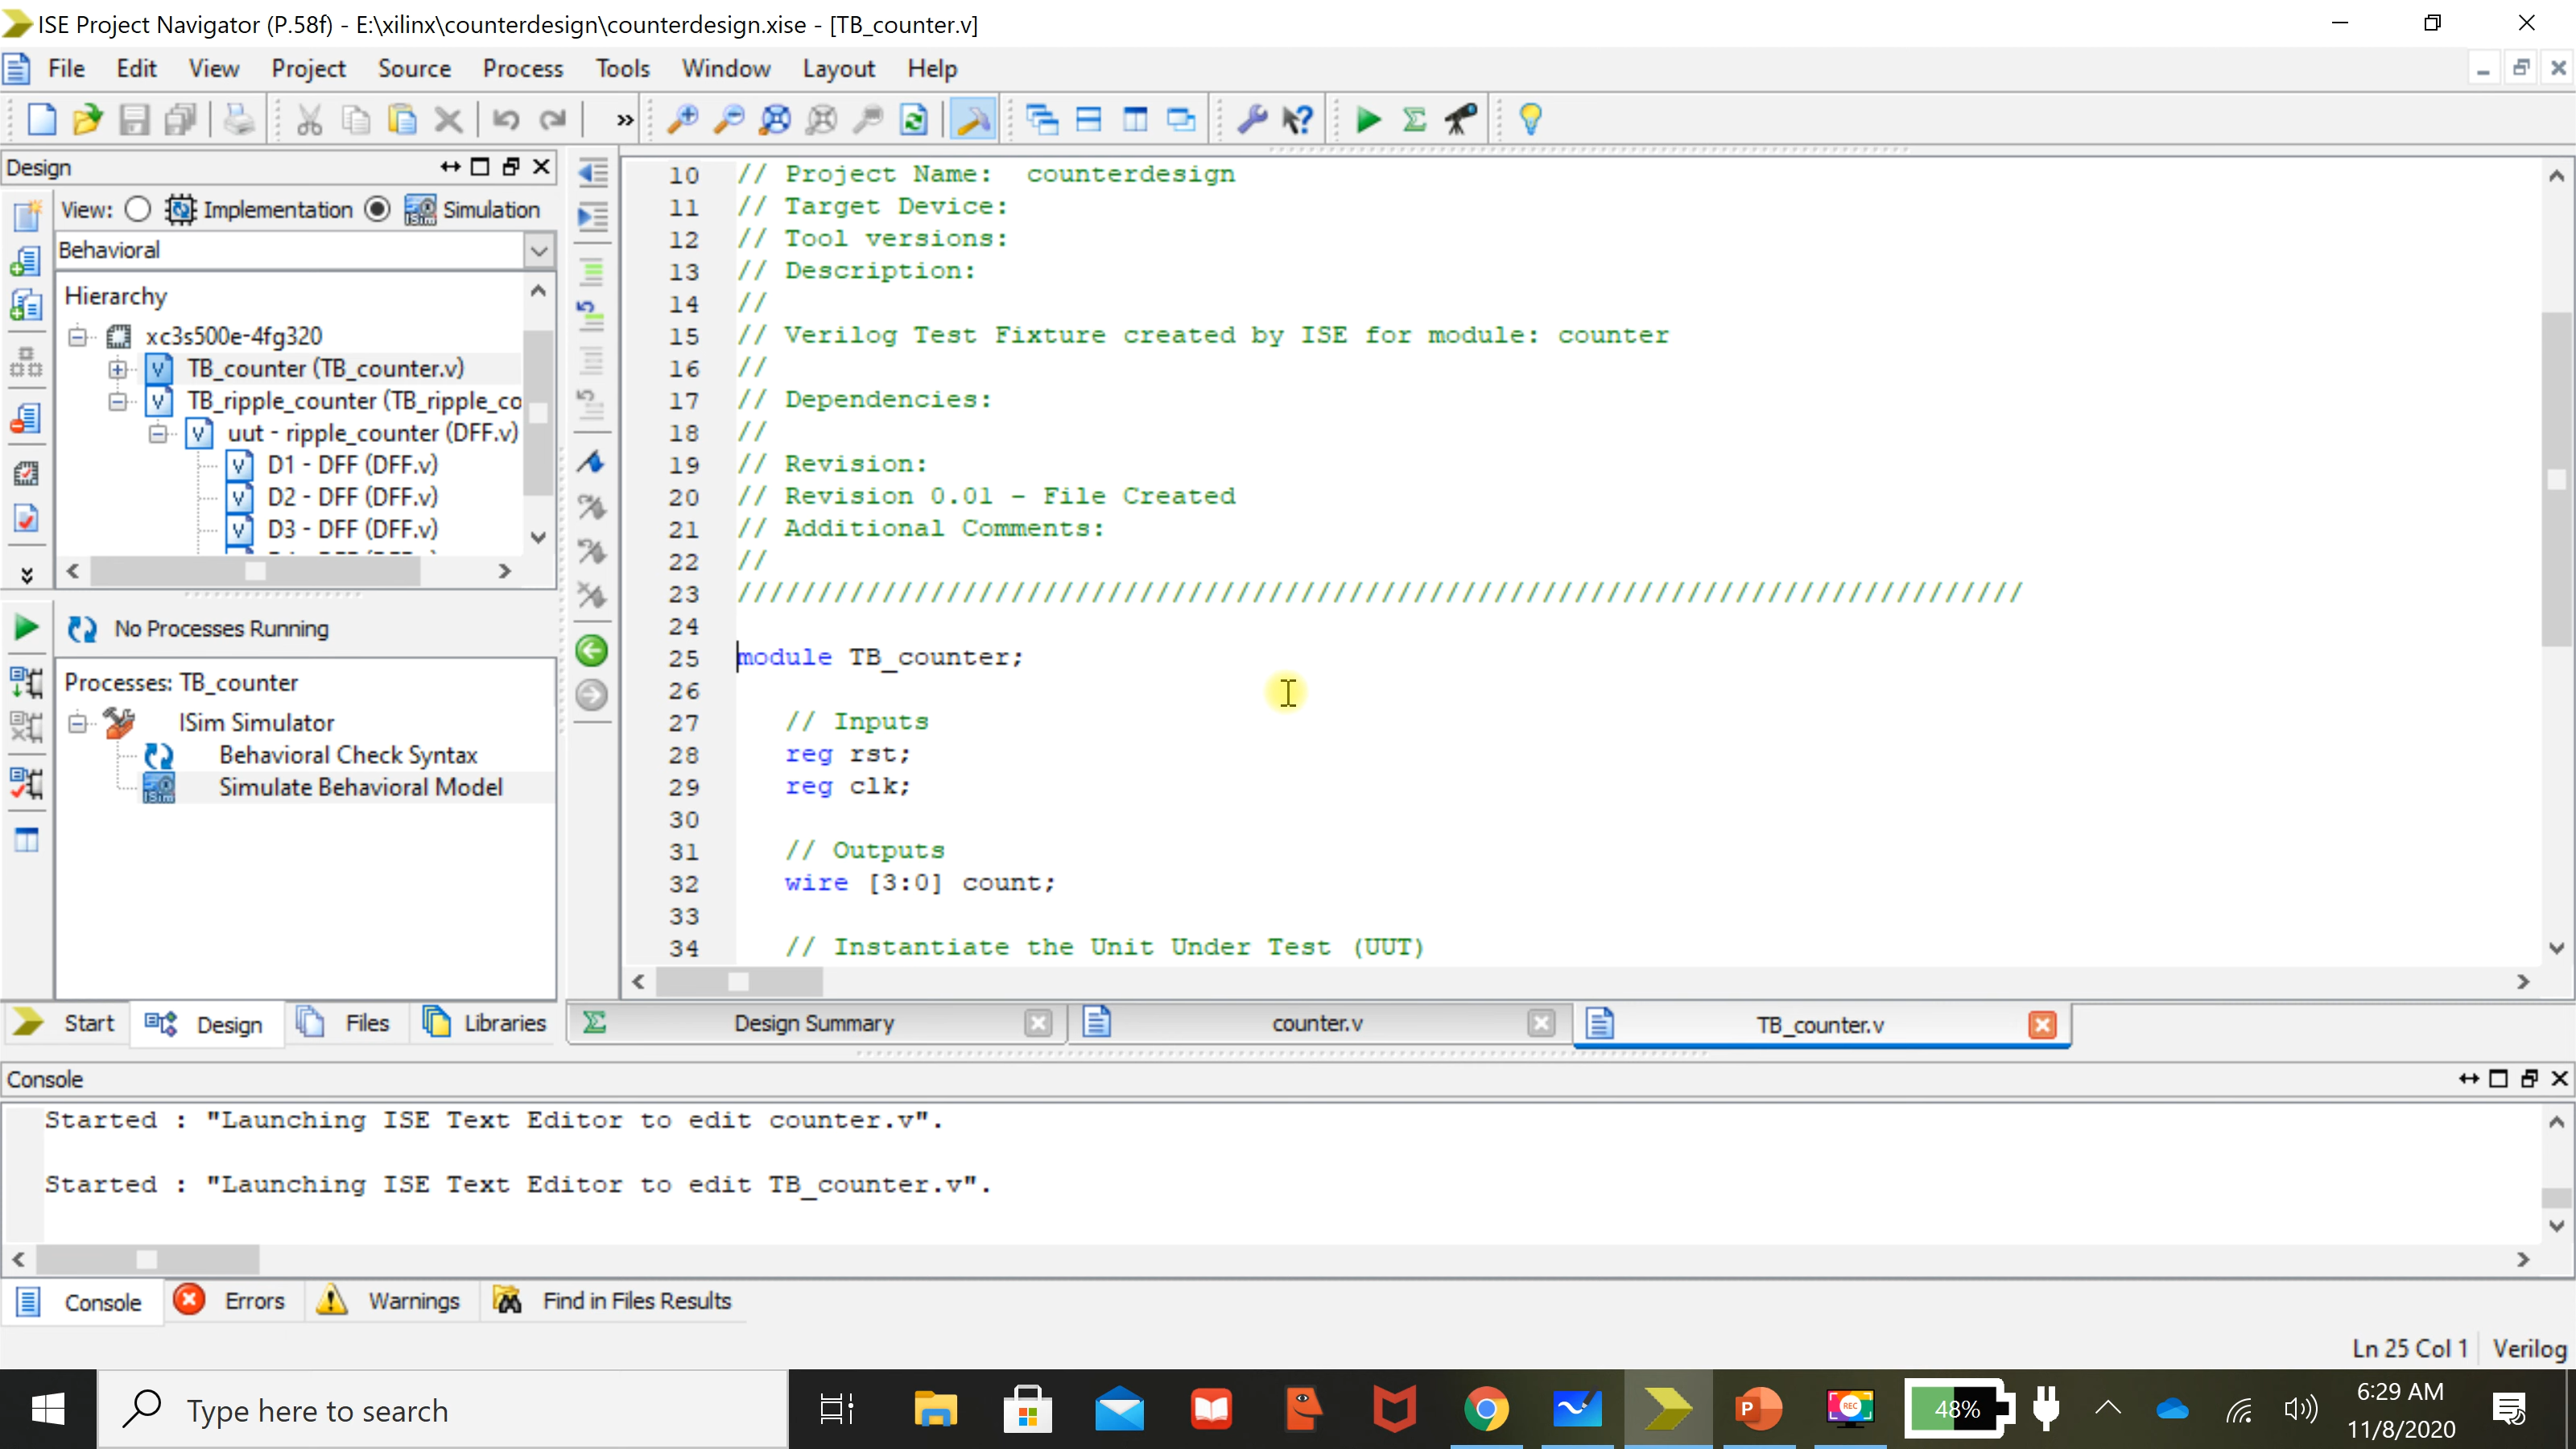 ISE Project Navigator (P.58f) - E:\xilinx\counterdesign\counterdesign.xise - [TB_counter.v]
File Edit View Project Source Process Tools Window Layout Help
Design
View: Implementation Simulation
Behavioral
Hierarchy
xc3s500e-4fg320
TB_counter (TB_counter.v)
TB_ripple_counter (TB_ripple_co
uut - ripple_counter (DFF.v)
D1 - DFF (DFF.v)
D2 - DFF (DFF.v)
D3 - DFF (DFF.v)
No Processes Running
Processes: TB_counter
ISim Simulator
Behavioral Check Syntax
Simulate Behavioral Model
Start Design Files Libraries
10 // Project Name: counterdesign
11 // Target Device:
12 // Tool versions:
13 // Description:
14 //
15 // Verilog Test Fixture created by ISE for module: counter
16 //
17 // Dependencies:
18 //
19 // Revision:
20 // Revision 0.01 - File Created
21 // Additional Comments:
22 //
23 ////////////////////////////////////////////////////////////////////////////////
24
25 module TB_counter;
26
27 // Inputs
28 reg rst;
29 reg clk;
30
31 // Outputs
32 wire [3:0] count;
33
34 // Instantiate the Unit Under Test (UUT)
Design Summary counter.v TB_counter.v
Console
Started : "Launching ISE Text Editor to edit counter.v".
Started : "Launching ISE Text Editor to edit TB_counter.v".
Console Errors Warnings Find in Files Results
Ln 25 Col 1 Verilog
Type here to search
REC
48%
6:29 AM
11/8/2020